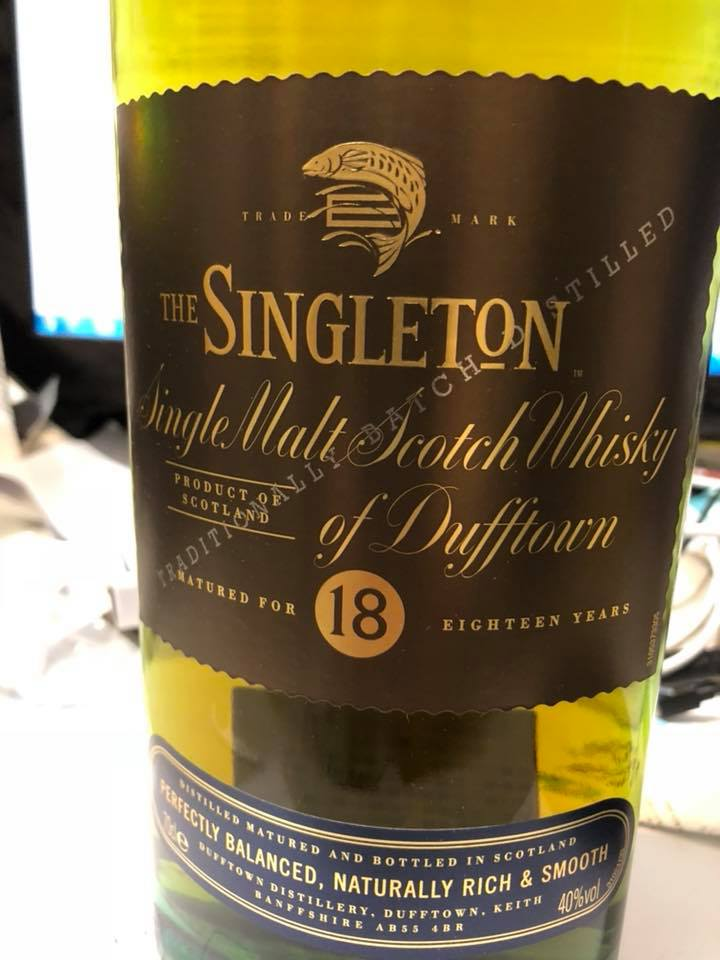 TRADE MARK
THE SINGLETON
TM
TRADITIONALLY BATCH DISTILLED
Single Malt Scotch Whisky
PRODUCT OF
SCOTLAND
of Dufftown
MATURED FOR 18 EIGHTEEN YEARS
DISTILLED MATURED AND BOTTLED IN SCOTLAND
PERFECTLY BALANCED, NATURALLY RICH & SMOOTH
70cl e
DUFFTOWN DISTILLERY, DUFFTOWN, KEITH
40%vol
BANFFSHIRE AB55 4BR